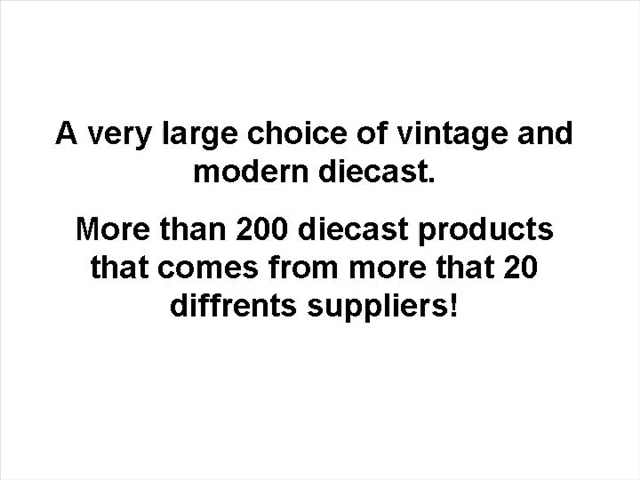 A very large choice of vintage and
modern diecast.
More than 200 diecast products
that comes from more that 20
diffrents suppliers!